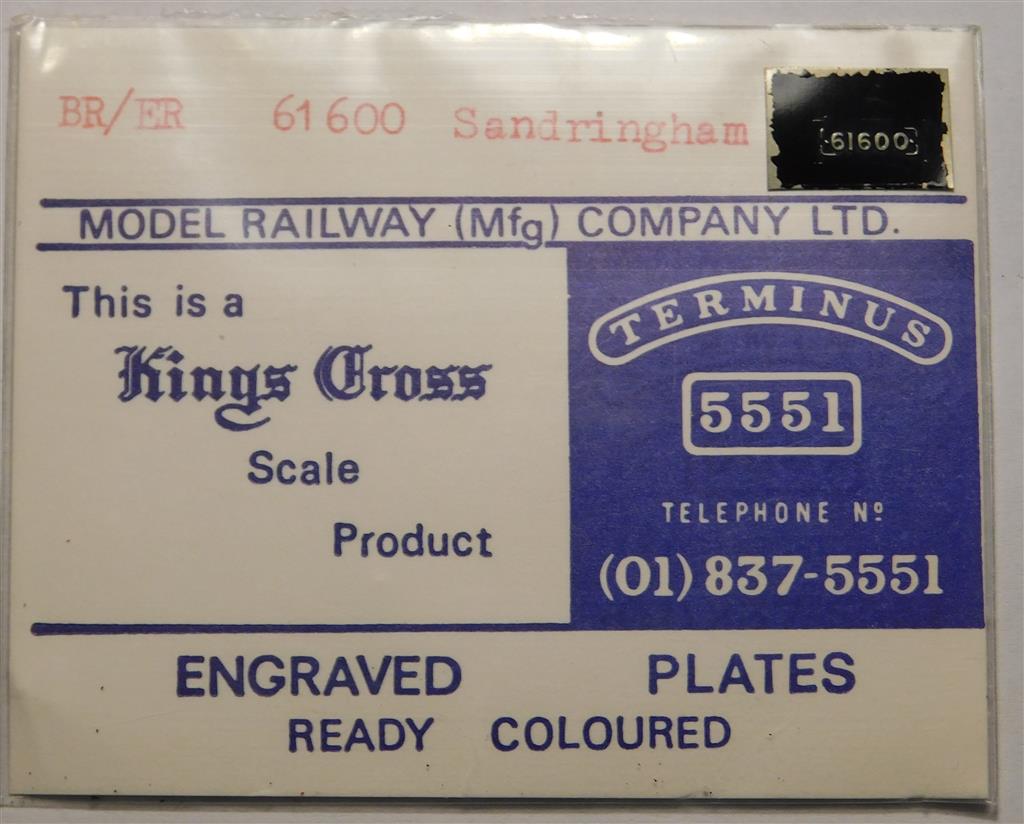 BR/ER 61600 Sandringham
61600
MODEL RAILWAY (Mfg) COMPANY LTD.
This is a
Kings Cross
Scale
Product
TERMINUS
5551
TELEPHONE Nº
(01) 837-5551
ENGRAVED PLATES
READY COLOURED